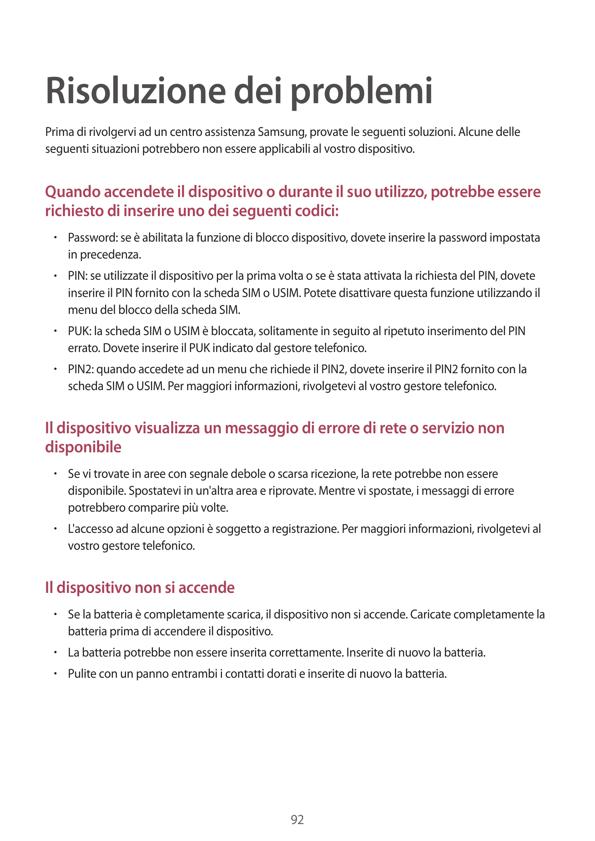 Risoluzione dei problemi
Prima di rivolgervi ad un centro assistenza Samsung, provate le seguenti soluzioni. Alcune delle
seguenti situazioni potrebbero non essere applicabili al vostro dispositivo.
Quando accendete il dispositivo o durante il suo utilizzo, potrebbe essere
richiesto di inserire uno dei seguenti codici:
• Password: se è abilitata la funzione di blocco dispositivo, dovete inserire la password impostata
in precedenza.
• PIN: se utilizzate il dispositivo per la prima volta o se è stata attivata la richiesta del PIN, dovete
inserire il PIN fornito con la scheda SIM o USIM. Potete disattivare questa funzione utilizzando il
menu del blocco della scheda SIM.
• PUK: la scheda SIM o USIM è bloccata, solitamente in seguito al ripetuto inserimento del PIN
errato. Dovete inserire il PUK indicato dal gestore telefonico.
• PIN2: quando accedete ad un menu che richiede il PIN2, dovete inserire il PIN2 fornito con la
scheda SIM o USIM. Per maggiori informazioni, rivolgetevi al vostro gestore telefonico.
Il dispositivo visualizza un messaggio di errore di rete o servizio non
disponibile
• Se vi trovate in aree con segnale debole o scarsa ricezione, la rete potrebbe non essere
disponibile. Spostatevi in un'altra area e riprovate. Mentre vi spostate, i messaggi di errore
potrebbero comparire più volte.
• L'accesso ad alcune opzioni è soggetto a registrazione. Per maggiori informazioni, rivolgetevi al
vostro gestore telefonico.
Il dispositivo non si accende
• Se la batteria è completamente scarica, il dispositivo non si accende. Caricate completamente la
batteria prima di accendere il dispositivo.
• La batteria potrebbe non essere inserita correttamente. Inserite di nuovo la batteria.
• Pulite con un panno entrambi i contatti dorati e inserite di nuovo la batteria.
92